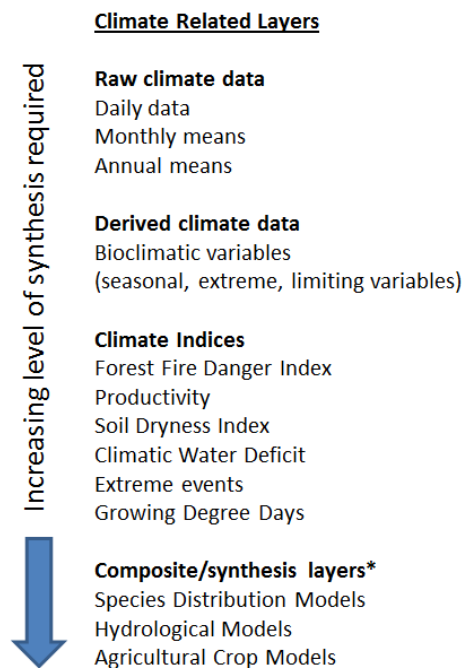 Climate Related Layers
Increasing level of synthesis required
Raw climate data
Daily data
Monthly means
Annual means
Derived climate data
Bioclimatic variables
(seasonal, extreme, limiting variables)
Climate Indices
Forest Fire Danger Index
Productivity
Soil Dryness Index
Climatic Water Deficit
Extreme events
Growing Degree Days
Composite/synthesis layers*
Species Distribution Models
Hydrological Models
Agricultural Crop Models